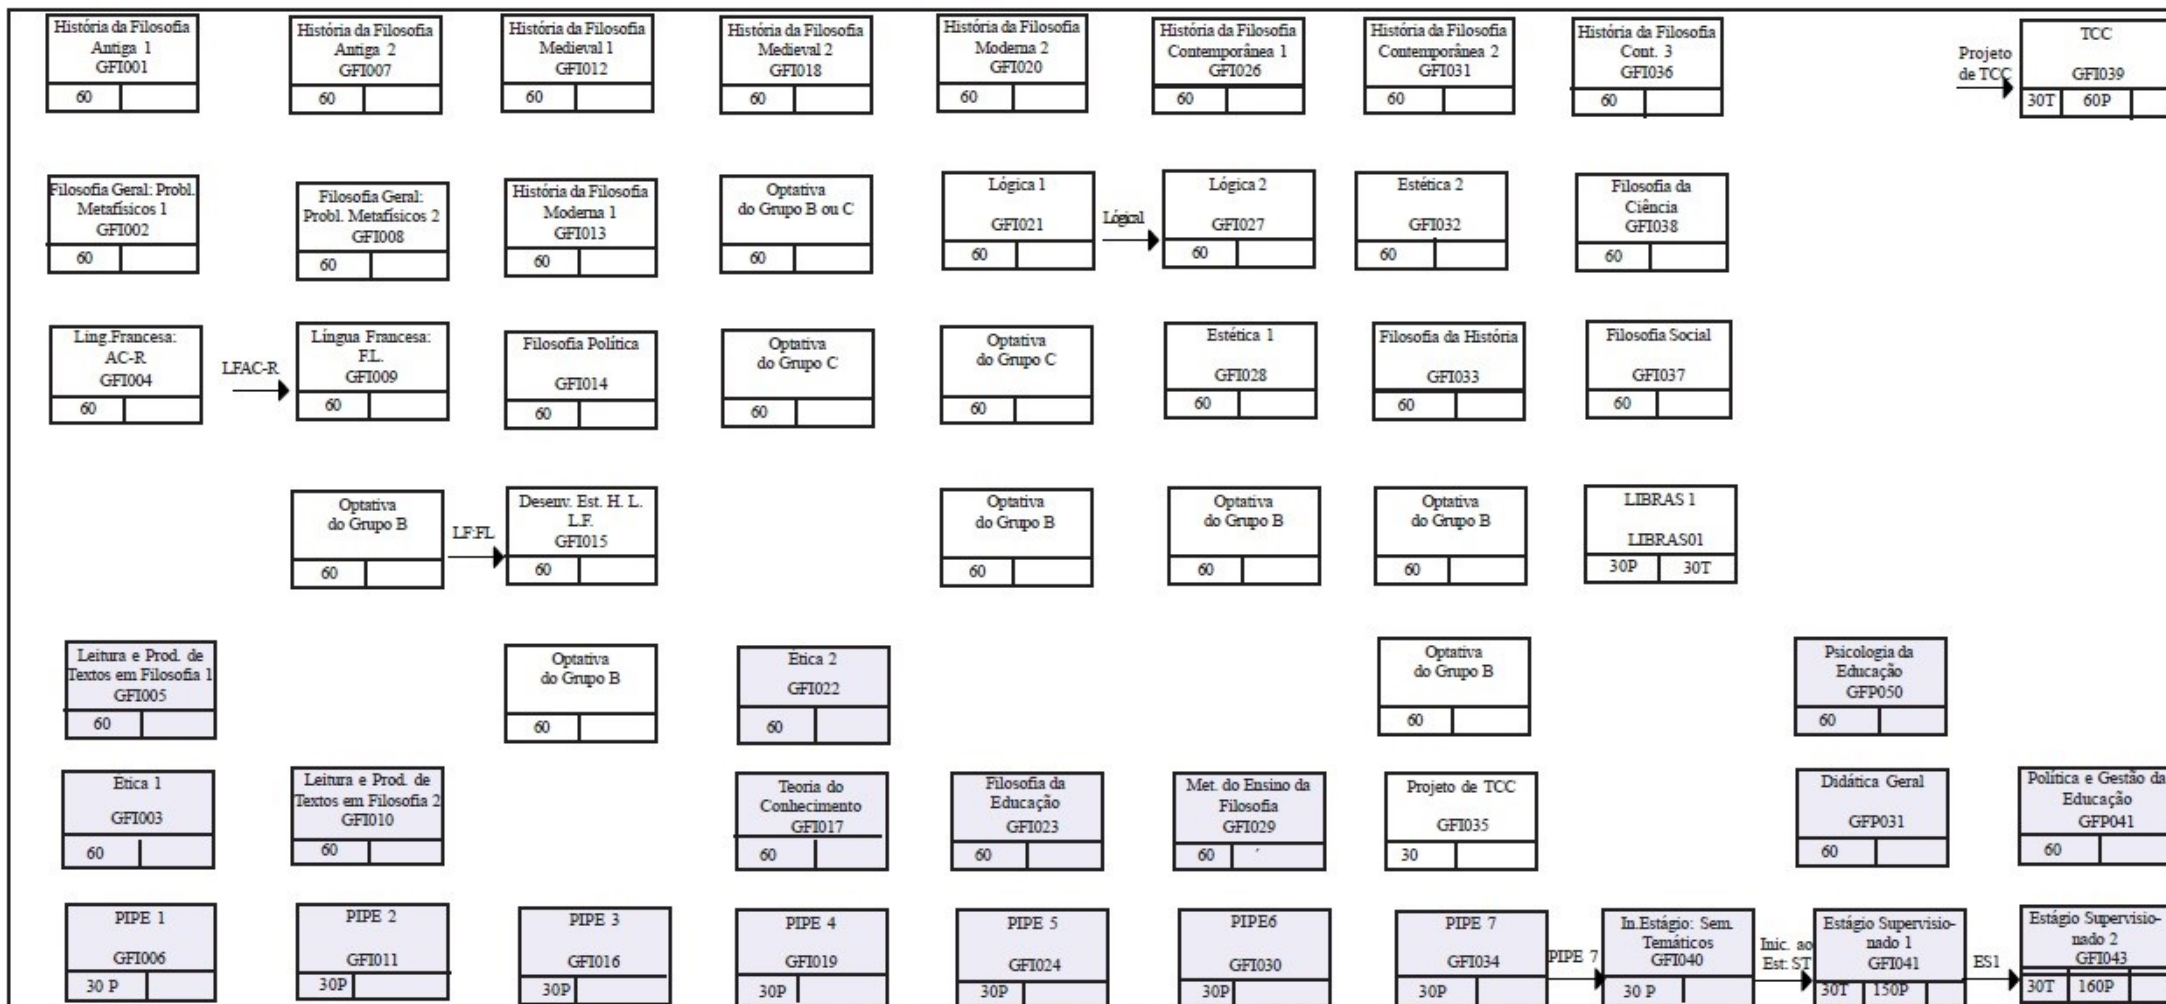 História da Filosofia
Antiga 1
GFI001
60
História da Filosofia
Antiga 2
GFI007
60
História da Filosofia
Medieval 1
GFI012
60
História da Filosofia
Medieval 2
GFI018
60
História da Filosofia
Moderna 2
GFI020
60
História da Filosofia
Contemporânea 1
GFI026
60
História da Filosofia
Contemporânea 2
GFI031
60
História da Filosofia
Cont. 3
GFI036
60
Projeto
de TCC
TCC
GFI039
30T 60P
Filosofia Geral: Probl.
Metafísicos 1
GFI002
60
Filosofia Geral:
Probl. Metafísicos 2
GFI008
60
História da Filosofia
Moderna 1
GFI013
60
Optativa
do Grupo B ou C
60
Lógica 1
GFI021
60
Lógica 2
GFI027
60
Estética 2
GFI032
60
Filosofia da
Ciência
GFI038
60
Ling.Francesa:
AC-R
GFI004
60
LFAC-R
Língua Francesa:
F.L.
GFI009
60
Filosofia Política
GFI014
60
Optativa
do Grupo C
60
Optativa
do Grupo C
60
Estética 1
GFI028
60
Filosofia da História
GFI033
60
Filosofia Social
GFI037
60
Optativa
do Grupo B
60
LF:FL
Desenv. Est. H. L.
L.F.
GFI015
60
Optativa
do Grupo B
60
Optativa
do Grupo B
60
Optativa
do Grupo B
60
LIBRAS 1
LIBRAS01
30P 30T
Leitura e Prod. de
Textos em Filosofia 1
GFI005
60
Optativa
do Grupo B
60
Ética 2
GFI022
60
Optativa
do Grupo B
60
Psicologia da
Educação
GFP050
60
Ética 1
GFI003
60
Leitura e Prod. de
Textos em Filosofia 2
GFI010
60
Teoria do
Conhecimento
GFI017
60
Filosofia da
Educação
GFI023
60
Met. do Ensino da
Filosofia
GFI029
60
Projeto de TCC
GFI035
30
Didática Geral
GFP031
60
Política e Gestão da
Educação
GFP041
60
PIPE 1
GFI006
30 P
PIPE 2
GFI011
30P
PIPE 3
GFI016
30P
PIPE 4
GFI019
30P
PIPE 5
GFI024
30P
PIPE6
GFI030
30P
PIPE 7
GFI034
30P
PIPE 7
In.Estágio: Sem.
Temáticos
GFI040
30 P
Inic. ao
Est: ST
Estágio Supervisio-
nado 1
GFI041
30T 150P
ES1
Estágio Supervisio-
nado 2
GFI043
30T 160P